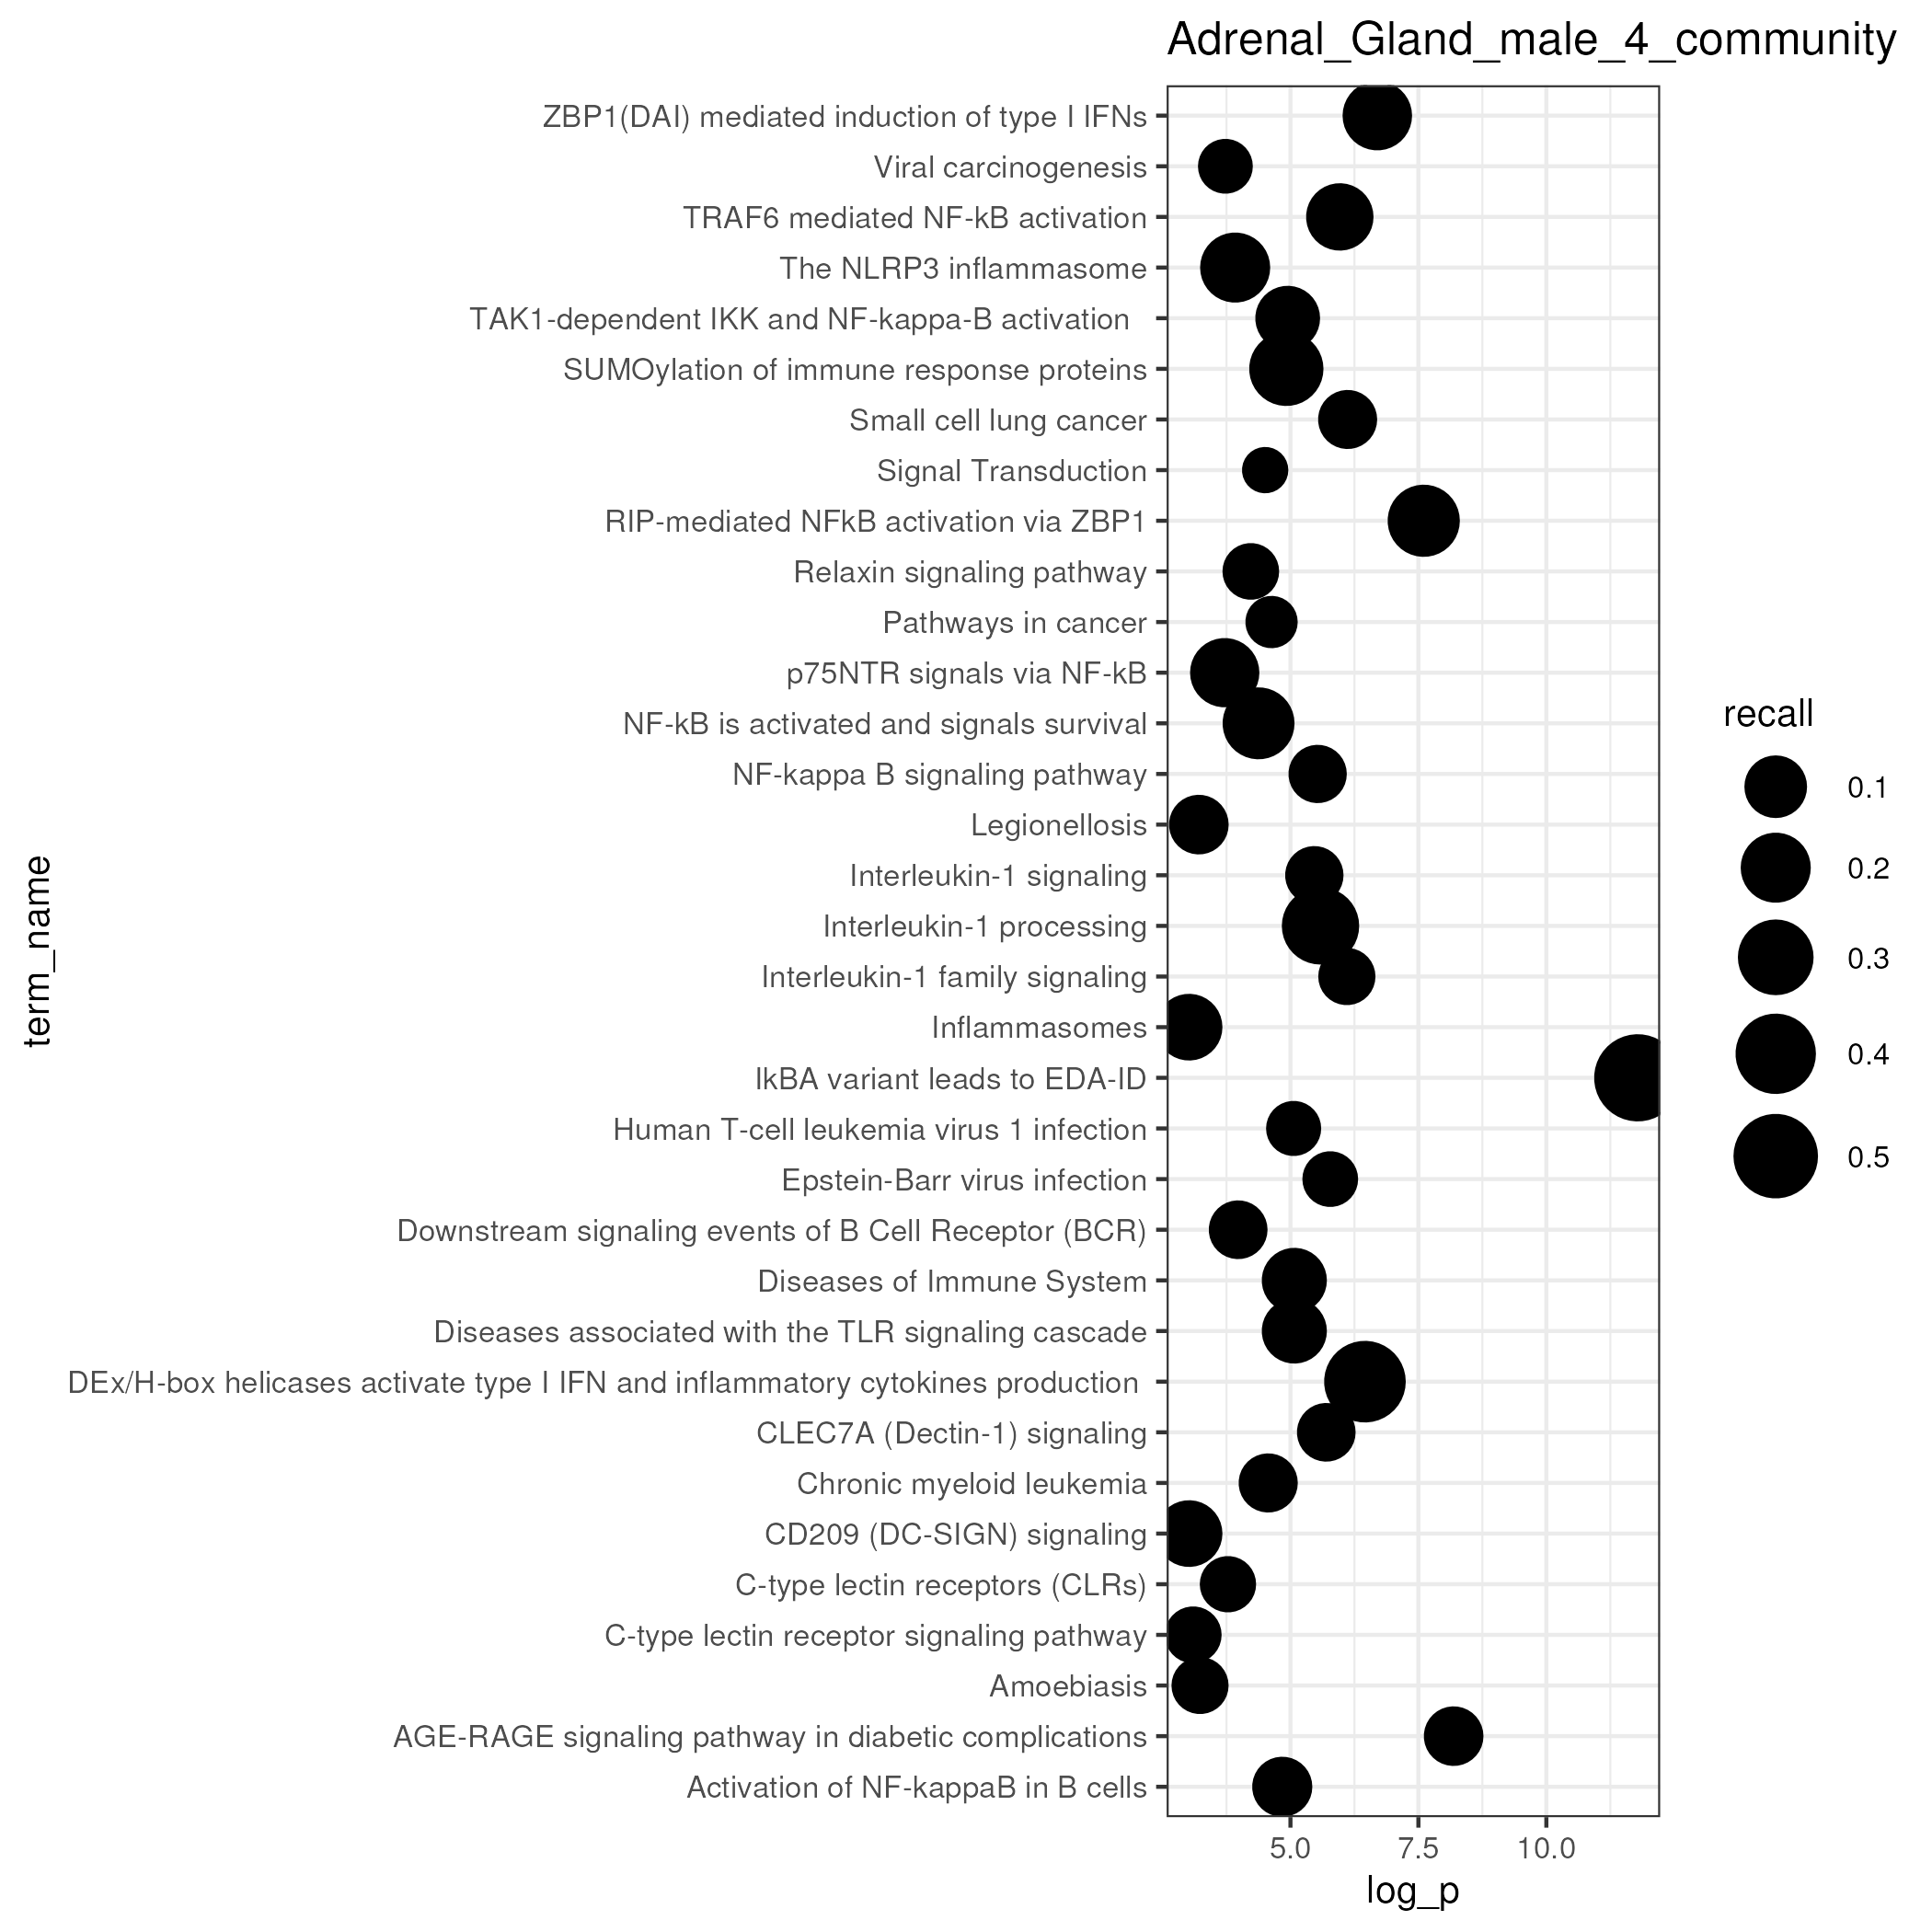 Adrenal_Gland_male_4_community
ZBP1(DAI) mediated induction of type I IFNs
Viral carcinogenesis
TRAF6 mediated NF-kB activation
The NLRP3 inflammasome
TAK1-dependent IKK and NF-kappa-B activation
SUMOylation of immune response proteins
Small cell lung cancer
Signal Transduction
RIP-mediated NFkB activation via ZBP1
Relaxin signaling pathway
Pathways in cancer
p75NTR signals via NF-kB
NF-kB is activated and signals survival
NF-kappa B signaling pathway
Legionellosis
Interleukin-1 signaling
Interleukin-1 processing
Interleukin-1 family signaling
Inflammasomes
IkBA variant leads to EDA-ID
Human T-cell leukemia virus 1 infection
Epstein-Barr virus infection
Downstream signaling events of B Cell Receptor (BCR)
Diseases of Immune System
Diseases associated with the TLR signaling cascade
DEx/H-box helicases activate type I IFN and inflammatory cytokines production
CLEC7A (Dectin-1) signaling
Chronic myeloid leukemia
CD209 (DC-SIGN) signaling
C-type lectin receptors (CLRs)
C-type lectin receptor signaling pathway
Amoebiasis
AGE-RAGE signaling pathway in diabetic complications
Activation of NF-kappaB in B cells
term_name
5.0 7.5 10.0
log_p
recall
0.1
0.2
0.3
0.4
0.5